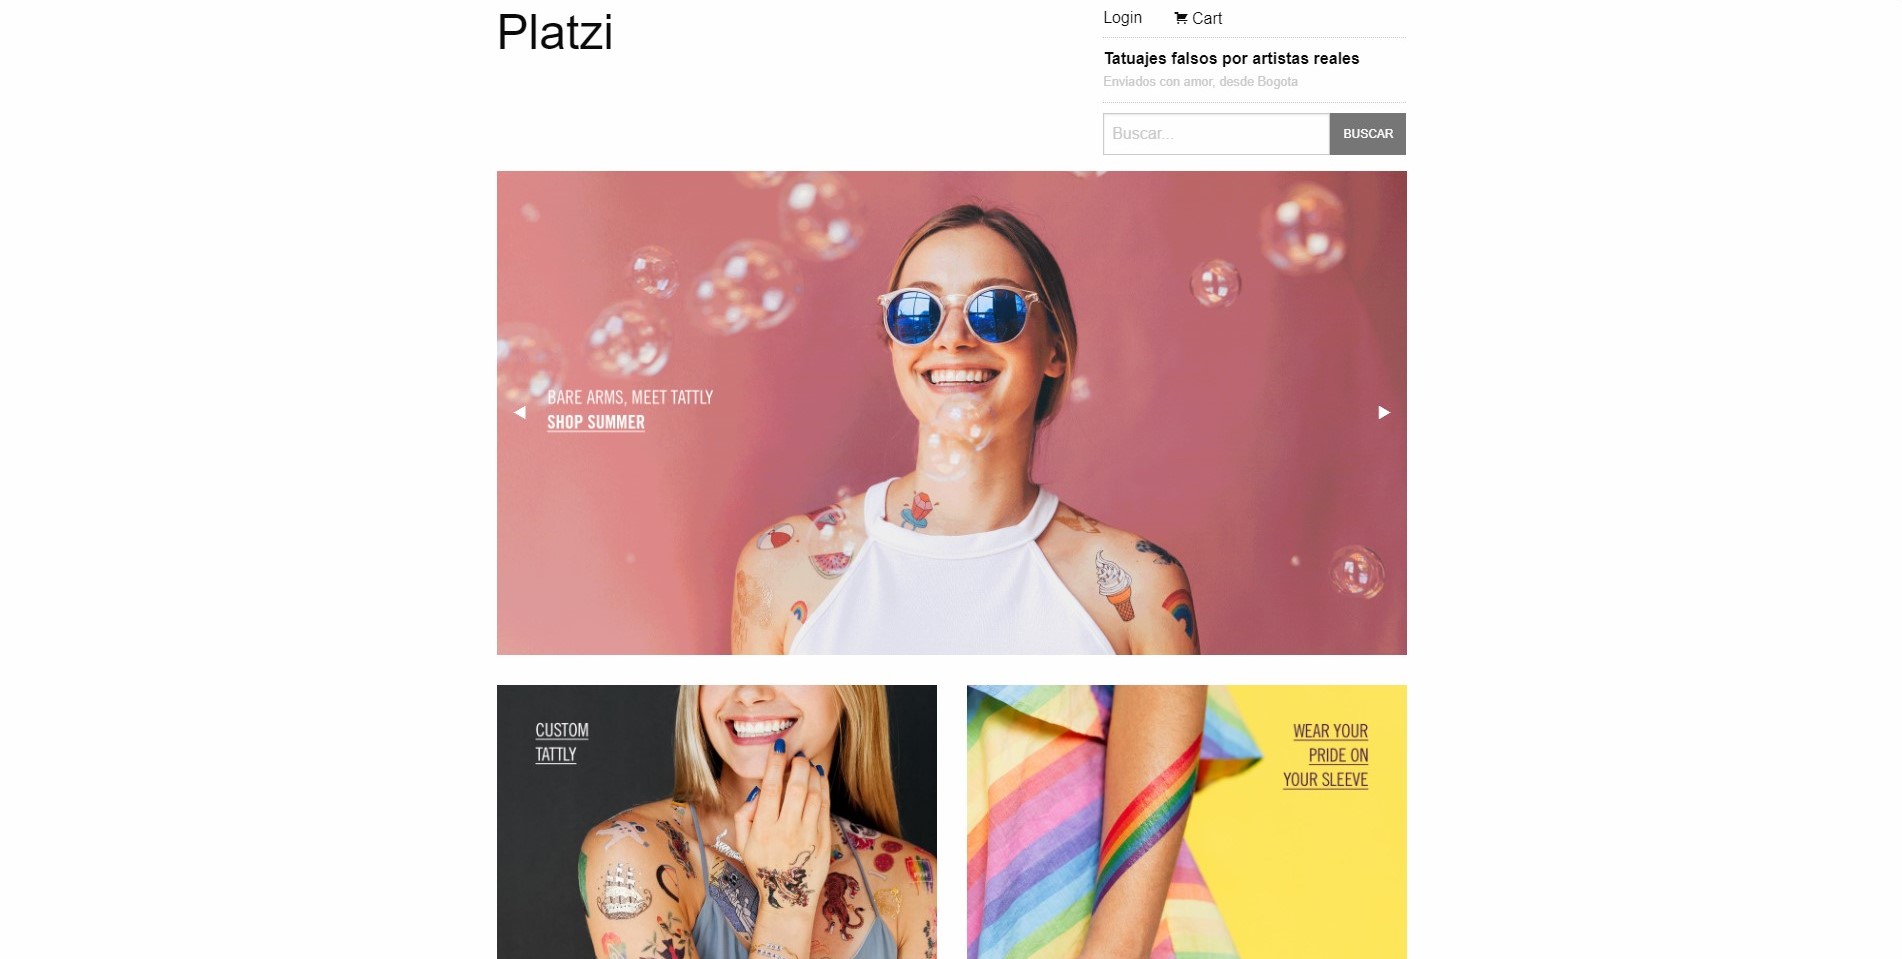 Platzi
Login
Cart
Tatuajes falsos por artistas reales
Enviados con amor, desde Bogota
Buscar...
BUSCAR
BARE ARMS, MEET TATTLY
SHOP SUMMER
CUSTOM
TATTLY
WEAR YOUR
PRIDE ON
YOUR SLEEVE